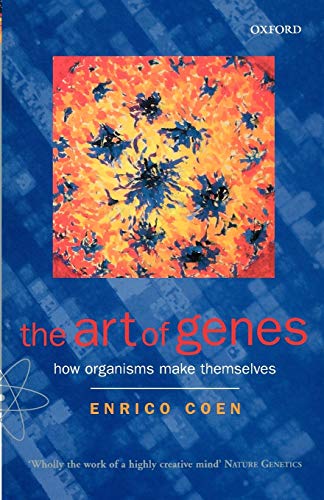 OXFORD
the art of genes
how organisms make themselves
ENRICO COEN
'Wholly the work of a highly creative mind' NATURE GENETICS